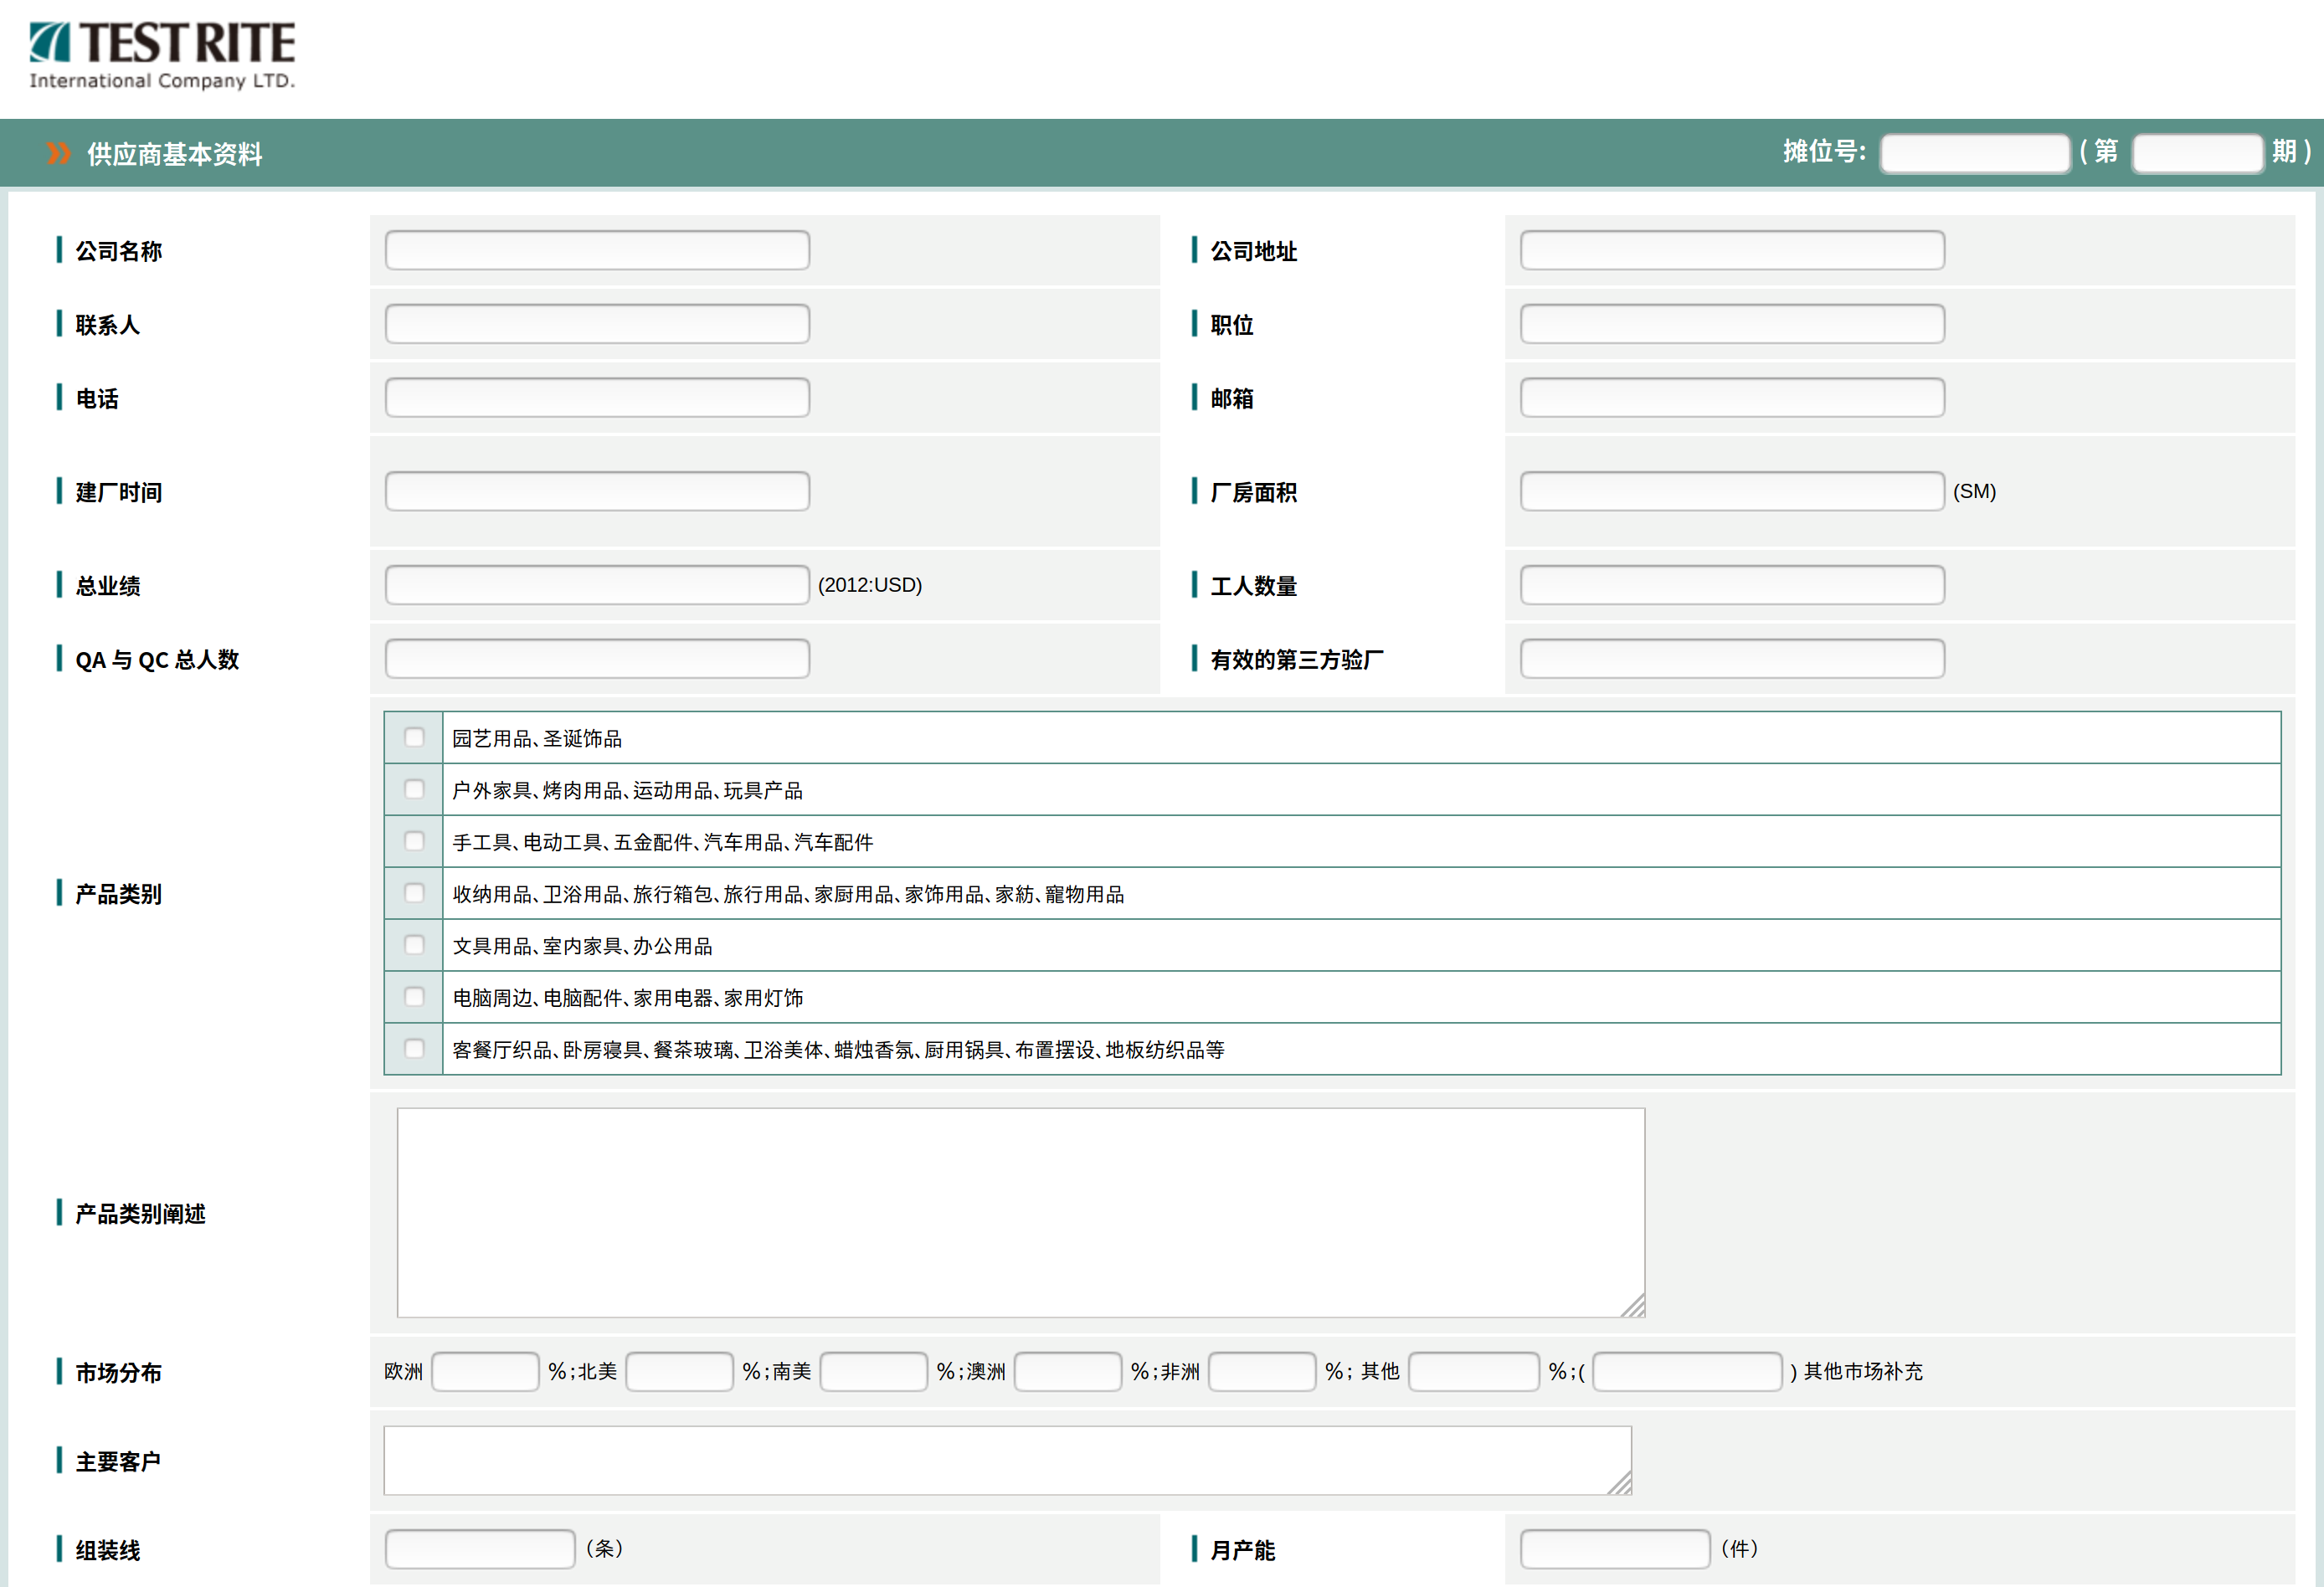 TEST RITE
International Company LTD.
供应商基本资料 摊位号: ( 第 期 )
公司名称 公司地址
联系人 职位
电话 邮箱
建厂时间 厂房面积 (SM)
总业绩 (2012:USD) 工人数量
QA 与 QC 总人数 有效的第三方验厂
产品类别
园艺用品、圣诞饰品
户外家具、烤肉用品、运动用品、玩具产品
手工具、电动工具、五金配件、汽车用品、汽车配件
收纳用品、卫浴用品、旅行箱包、旅行用品、家厨用品、家饰用品、家紡、寵物用品
文具用品、室内家具、办公用品
电脑周边、电脑配件、家用电器、家用灯饰
客餐厅织品、卧房寝具、餐茶玻璃、卫浴美体、蜡烛香氛、厨用锅具、布置摆设、地板纺织品等
产品类别阐述
市场分布 欧洲 %;北美 %;南美 %;澳洲 %;非洲 %; 其他 %;( ) 其他市场补充
主要客户
组装线 （条） 月产能 （件）